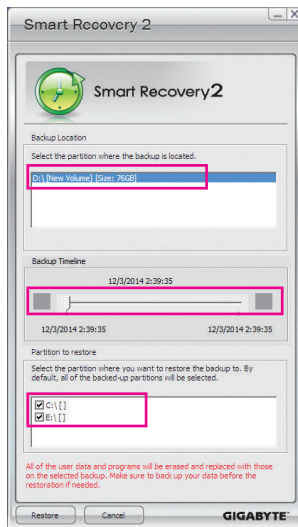 Smart Recovery 2
Smart Recovery2
Backup Location
Select the partition where the backup is located.
D:\ [New Volume] [Size: 76GB]
Backup Timeline
12/3/2014 2:39:35
12/3/2014 2:39:35 12/3/2014 2:39:35
Partition to restore
Select the partition where you want to restore the backup to. By
default, all of the backed-up partitions will be selected.
C:\ [ ]
E:\ [ ]
All of the user data and programs will be erased and replaced with those
on the selected backup. Make sure to back up your data before the
restoration if needed.
Restore Cancel GIGABYTE™